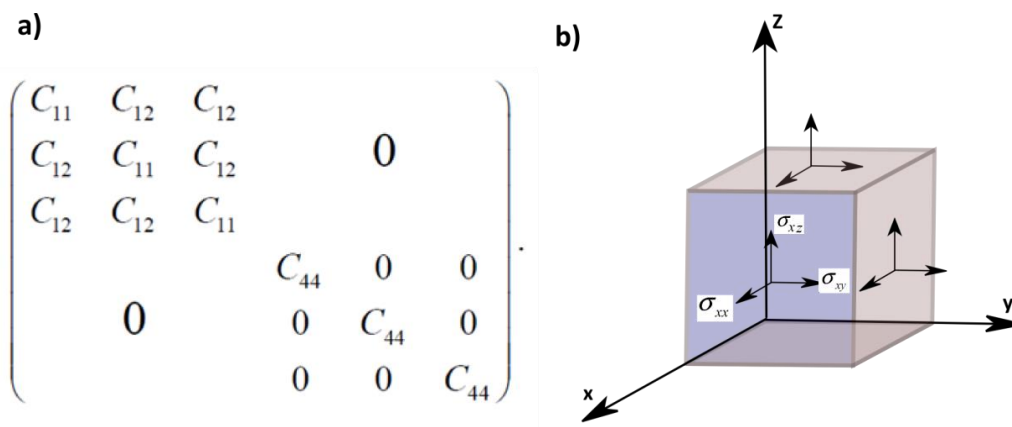 a)
C11 C12 C12
0
C12 C11 C12
C12 C12 C11
C44 0 0
0
0 C44 0
0 0 C44
.
b)
Z
σxz
σxy
σxx
y
x